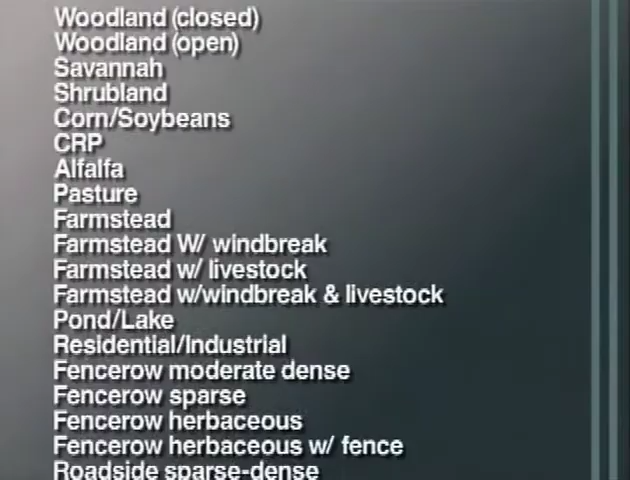 Woodland (closed)
Woodland (open)
Savannah
Shrubland
Corn/Soybeans
CRP
Alfalfa
Pasture
Farmstead
Farmstead W/ windbreak
Farmstead w/ livestock
Farmstead w/windbreak & livestock
Pond/Lake
Residential/Industrial
Fencerow moderate dense
Fencerow sparse
Fencerow herbaceous
Fencerow herbaceous w/ fence
Roadside sparse-dense